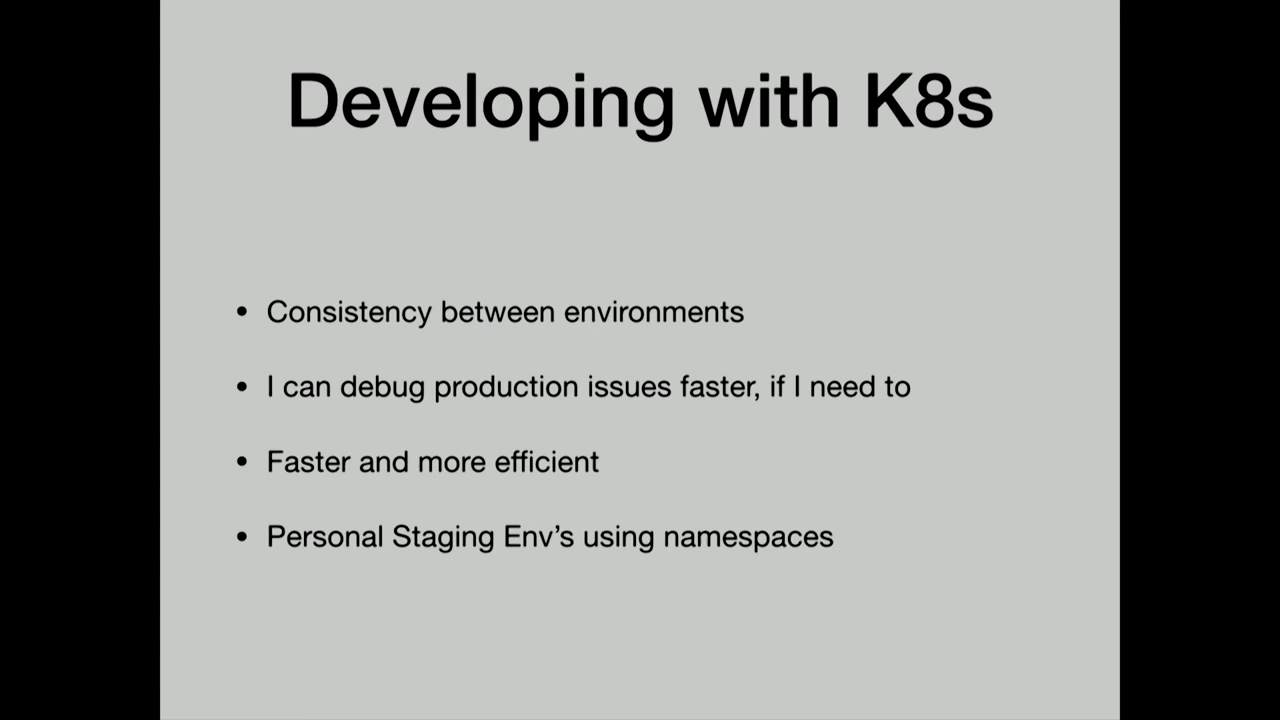 Developing with K8s
• Consistency between environments
• I can debug production issues faster, if I need to
• Faster and more efficient
• Personal Staging Env’s using namespaces